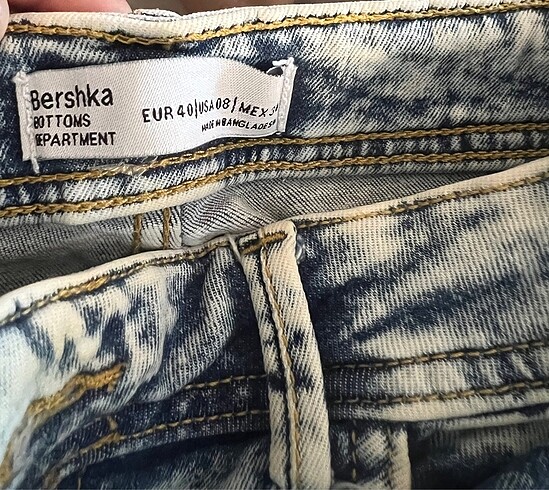 Bershka
BOTTOMS
DEPARTMENT
EUR 40|USA 08|MEX
MADE IN BANGLADESH